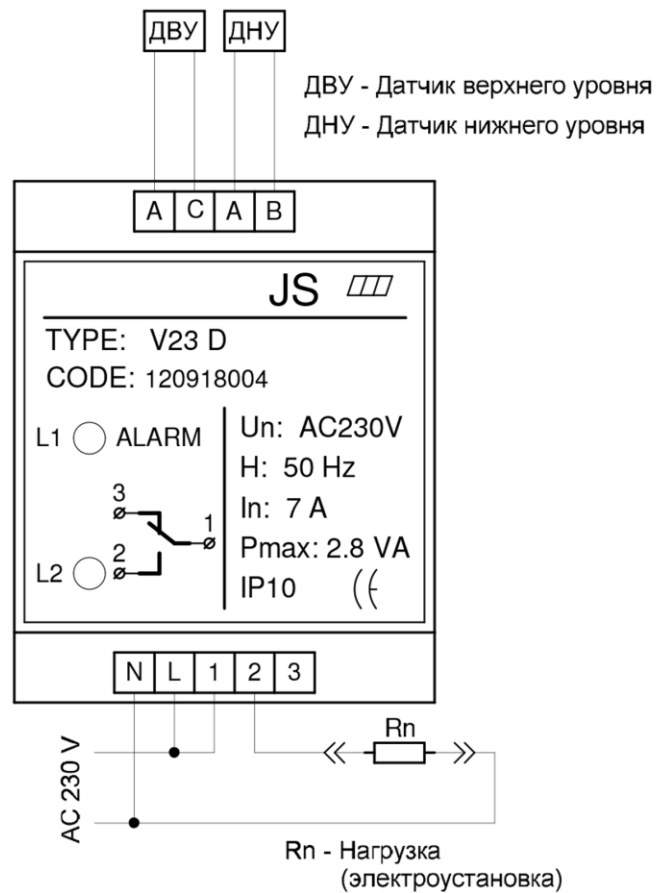 ДВУ ДНУ
ДВУ - Датчик верхнего уровня
ДНУ - Датчик нижнего уровня
A C A B
JS
TYPE: V23 D
CODE: 120918004
L1 ALARM
3
1
2
L2
Un: AC230V
H: 50 Hz
In: 7 A
Pmax: 2.8 VA
IP10
N L 1 2 3
AC 230 V
Rn
Rn - Нагрузка
(электроустановка)